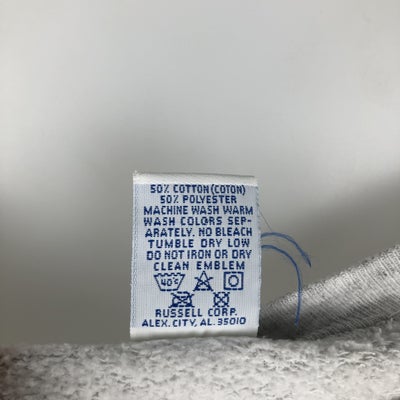 50% COTTON (COTON)
50% POLYESTER
MACHINE WASH WARM
WASH COLORS SEP-
ARATELY. NO BLEACH
TUMBLE DRY LOW
DO NOT IRON OR DRY
CLEAN EMBLEM
40°C
RUSSELL CORP.
ALEX. CITY, AL. 35010